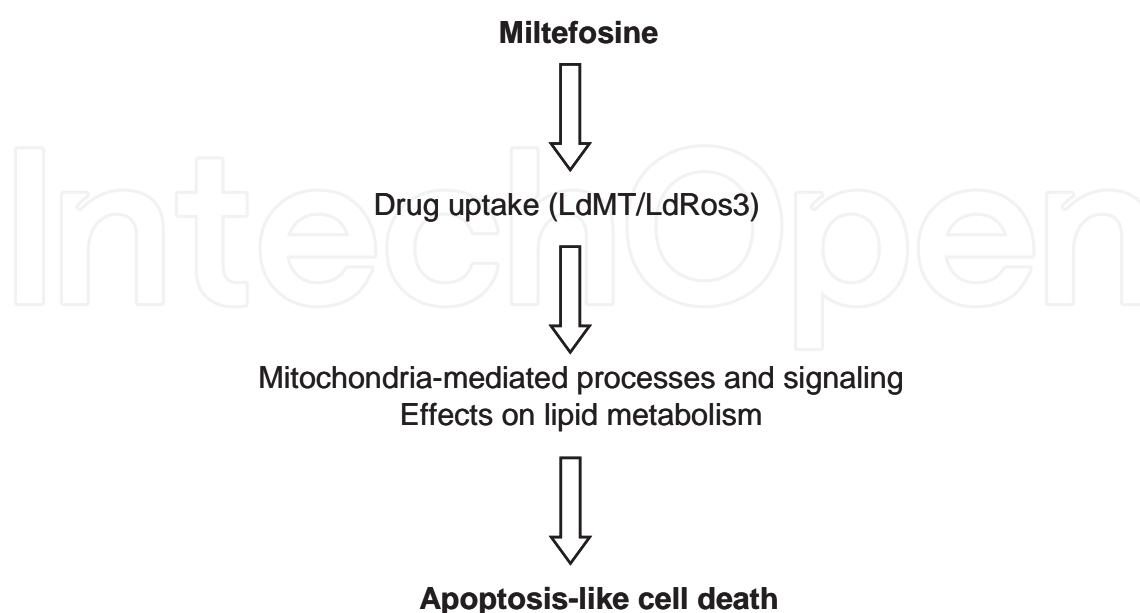 Miltefosine
IntechOpen
Drug uptake (LdMT/LdRos3)
Mitochondria-mediated processes and signaling
Effects on lipid metabolism
Apoptosis-like cell death